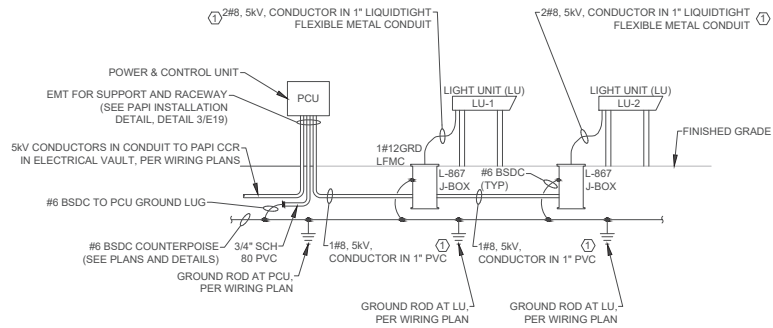 1 2#8, 5kV, CONDUCTOR IN 1" LIQUIDTIGHT
FLEXIBLE METAL CONDUIT
2#8, 5kV, CONDUCTOR IN 1" LIQUIDTIGHT
FLEXIBLE METAL CONDUIT 1
POWER & CONTROL UNIT
EMT FOR SUPPORT AND RACEWAY
(SEE PAPI INSTALLATION
DETAIL, DETAIL 3/E19)
PCU
LIGHT UNIT (LU)
LU-1
LIGHT UNIT (LU)
LU-2
5kV CONDUCTORS IN CONDUIT TO PAPI CCR
IN ELECTRICAL VAULT, PER WIRING PLANS
1#12GRD
LFMC
FINISHED GRADE
L-867
J-BOX
#6 BSDC
(TYP)
L-867
J-BOX
#6 BSDC TO PCU GROUND LUG
#6 BSDC COUNTERPOISE
(SEE PLANS AND DETAILS)
3/4" SCH
80 PVC
1#8, 5kV,
CONDUCTOR IN 1" PVC
1
1#8, 5kV,
CONDUCTOR IN 1" PVC
1
GROUND ROD AT PCU,
PER WIRING PLAN
GROUND ROD AT LU,
PER WIRING PLAN
GROUND ROD AT LU,
PER WIRING PLAN